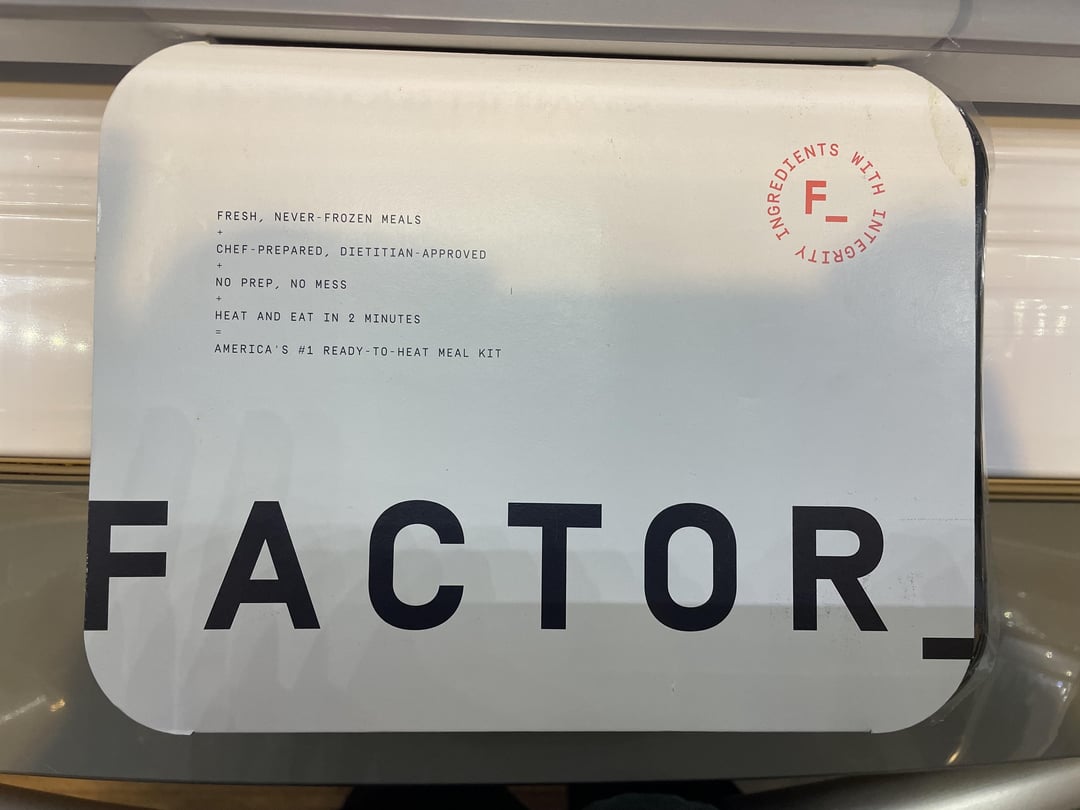 FRESH, NEVER-FROZEN MEALS
+
CHEF-PREPARED, DIETITIAN-APPROVED
+
NO PREP, NO MESS
+
HEAT AND EAT IN 2 MINUTES
=
AMERICA'S #1 READY-TO-HEAT MEAL KIT
INGREDIENTS WITH INTEGRITY
F_
FACTOR_